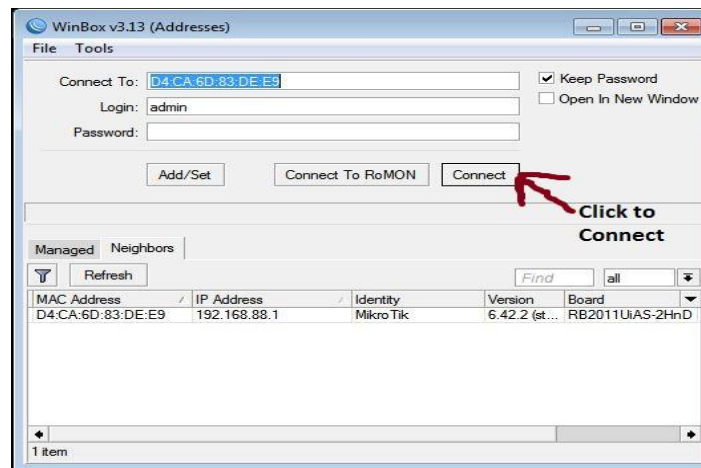 WinBox v3.13 (Addresses)
File Tools
Connect To: D4:CA:6D:83:DE:E9
Keep Password
Login: admin
Open In New Window
Password:
Add/Set Connect To RoMON Connect
Click to
Connect
Managed Neighbors
Refresh Find all
MAC Address IP Address Identity Version Board
D4:CA:6D:83:DE:E9 192.168.88.1 MikroTik 6.42.2 (st... RB2011UiAS-2HnD
1 item